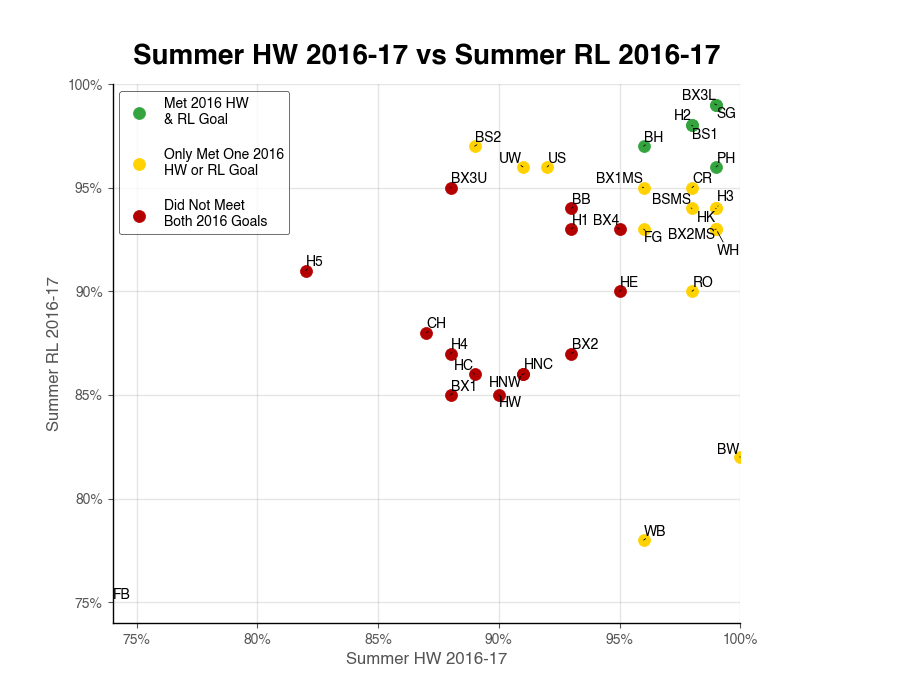 Summer HW 2016-17 vs Summer RL 2016-17
100%
Met 2016 HW
& RL Goal
Only Met One 2016
HW or RL Goal
Did Not Meet
Both 2016 Goals
BX3L
SG
H2
BS1
BH
BS2
UW
US
PH
BX3U
BX1MS
CR
BSMS
H3
BB
HK
H1
BX4
FG
BX2MS
WH
95%
H5
HE
RO
90%
CH
H4
BX2
HC
HNC
BX1
HNW
HW
85%
BW
80%
WB
FB
75%
Summer RL 2016-17
75%
80%
85%
90%
95%
100%
Summer HW 2016-17